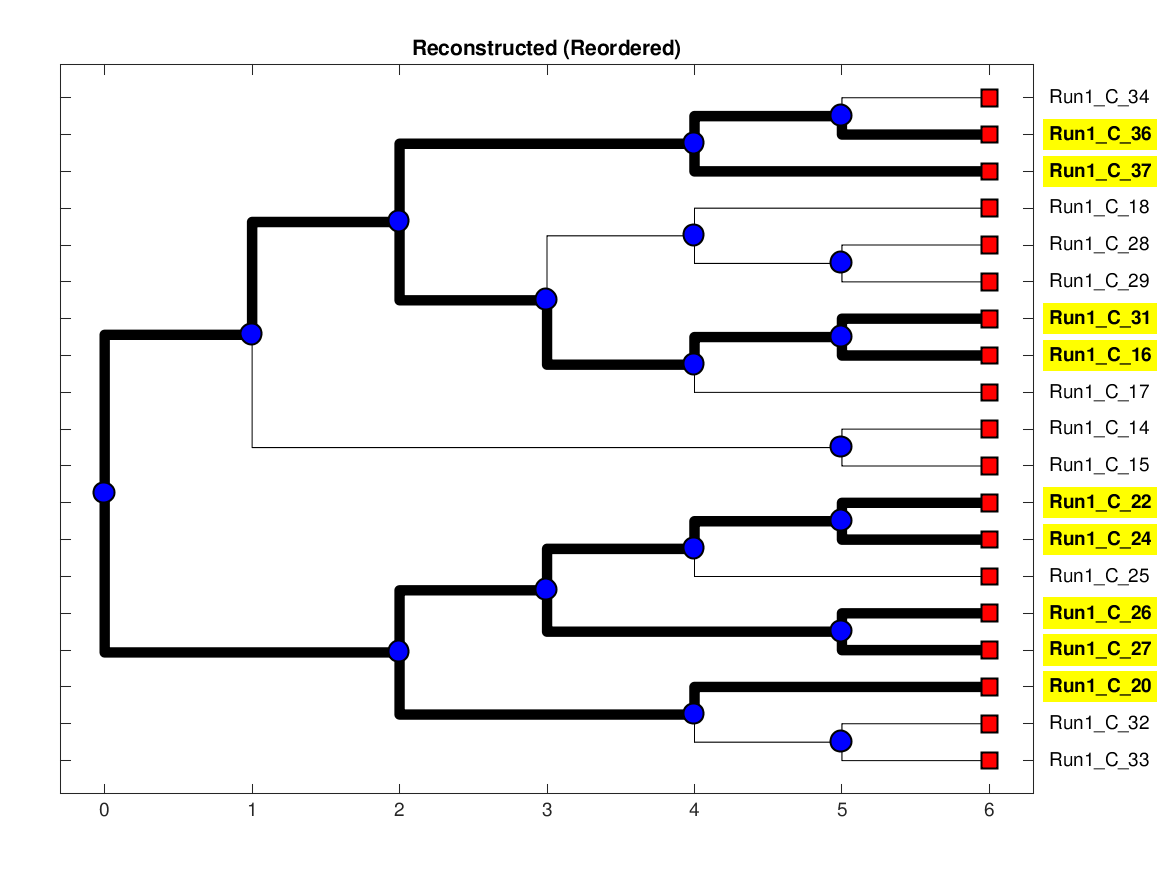 Reconstructed (Reordered)
Run1_C_34
Run1_C_36
Run1_C_37
Run1_C_18
Run1_C_28
Run1_C_29
Run1_C_31
Run1_C_16
Run1_C_17
Run1_C_14
Run1_C_15
Run1_C_22
Run1_C_24
Run1_C_25
Run1_C_26
Run1_C_27
Run1_C_20
Run1_C_32
Run1_C_33
0 1 2 3 4 5 6